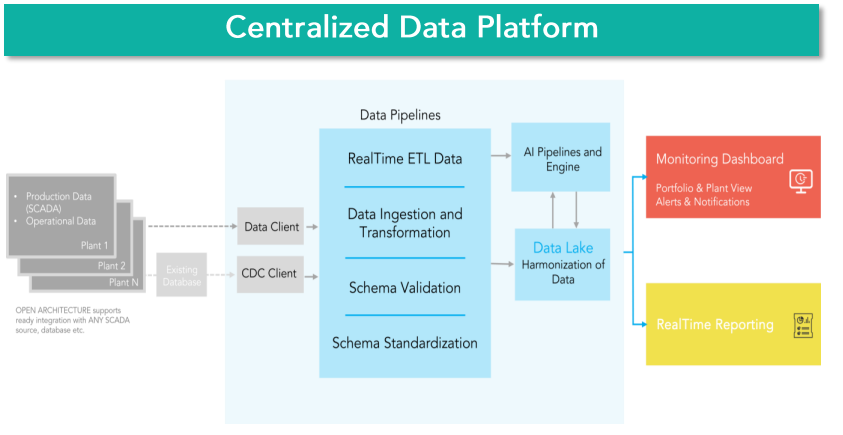 Centralized Data Platform
Data Pipelines
RealTime ETL Data
Data Ingestion and
Transformation
Schema Validation
Schema Standardization
AI Pipelines and
Engine
Data Lake
Harmonization of
Data
Monitoring Dashboard
Portfolio & Plant View
Alerts & Notifications
RealTime Reporting
• Production Data
(SCADA)
• Operational Data
Plant 1
Plant 2
Plant N
Existing
Database
Data Client
CDC Client
OPEN ARCHITECTURE supports
ready integration with ANY SCADA
source, database etc.